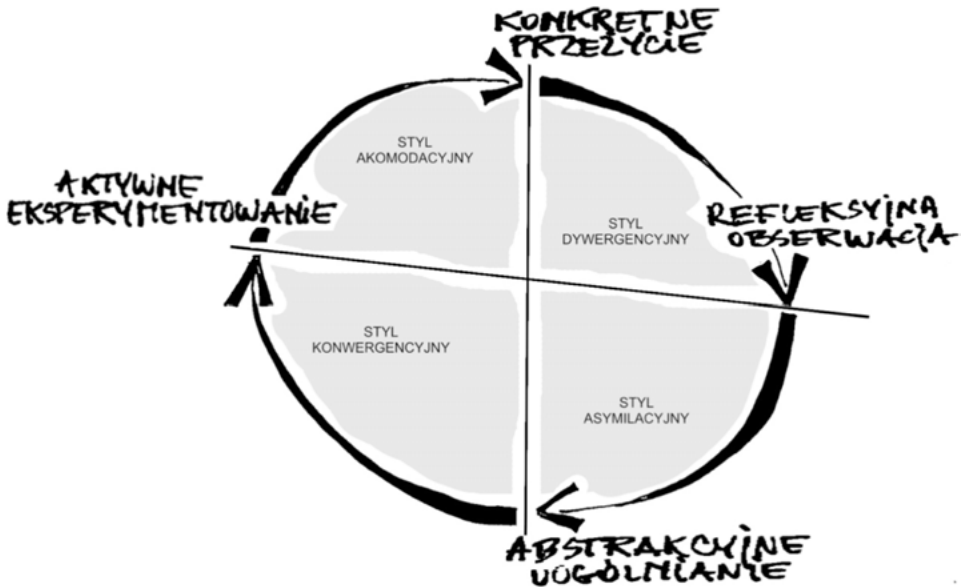 KONKRETNE
PRZEŻYCIE
STYL
AKOMODACYJNY
AKTYWNE
EKSPERYMENTOWANIE
REFLEKSYJNA
OBSERWACJA
STYL
DYWERGENCYJNY
STYL
KONWERGENCYJNY
STYL
ASYMILACYJNY
ABSTRAKCYJNE
UOGÓLNIANIE